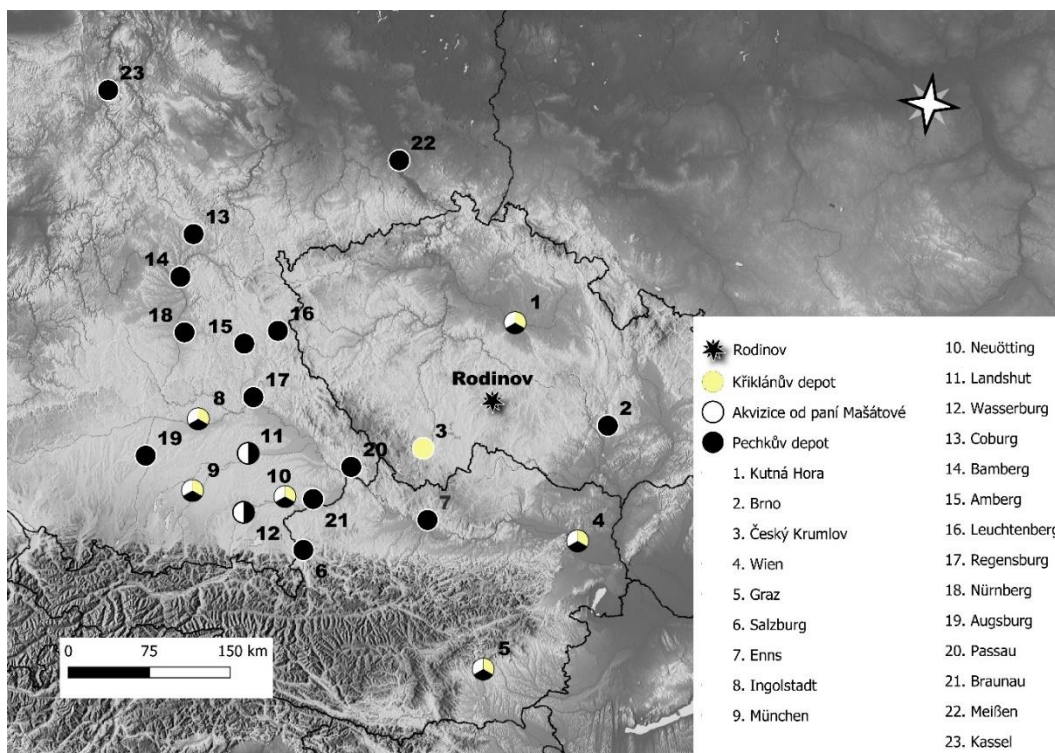 23
22
13
14
1
18
16
15
Rodinov
17
8
2
11
3
19
20
9
10
7
21
12
4
6
5
0 75 150 km
Rodinov
Křiklánův depot
Akvizice od paní Mašátové
Pechkův depot
1. Kutná Hora
2. Brno
3. Český Krumlov
4. Wien
5. Graz
6. Salzburg
7. Enns
8. Ingolstadt
9. München
10. Neuötting
11. Landshut
12. Wasserburg
13. Coburg
14. Bamberg
15. Amberg
16. Leuchtenberg
17. Regensburg
18. Nürnberg
19. Augsburg
20. Passau
21. Braunau
22. Meißen
23. Kassel